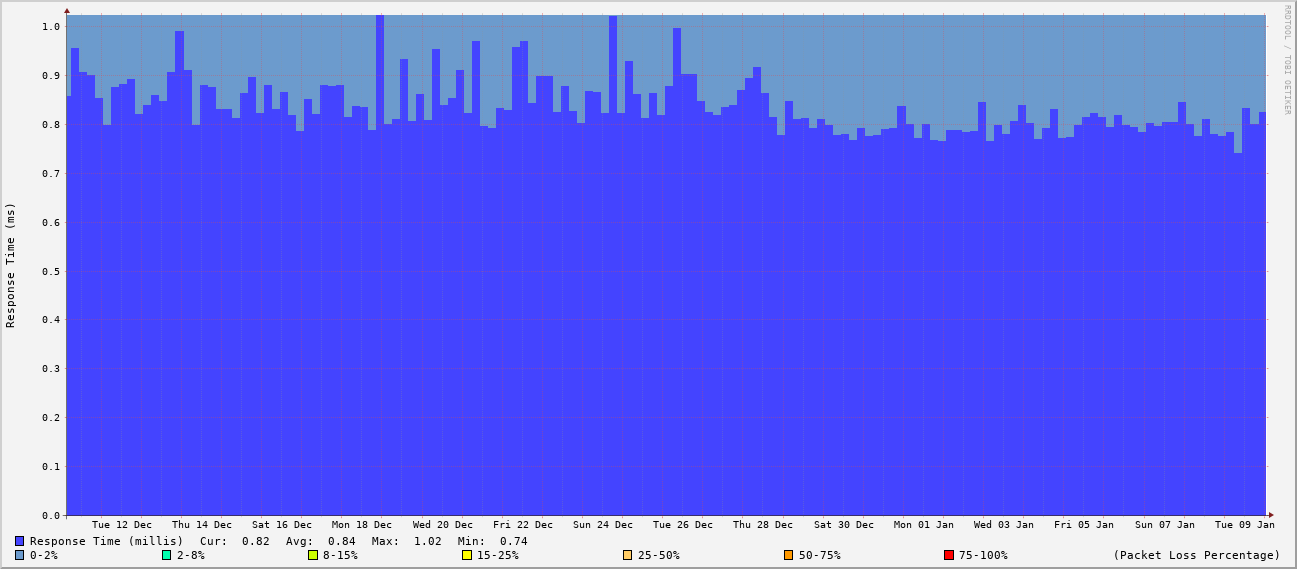 RRDTOOL / TOBI OETIKER
Response Time (ms)
1.0
0.9
0.8
0.7
0.6
0.5
0.4
0.3
0.2
0.1
0.0
Tue 12 Dec Thu 14 Dec Sat 16 Dec Mon 18 Dec Wed 20 Dec Fri 22 Dec Sun 24 Dec Tue 26 Dec Thu 28 Dec Sat 30 Dec Mon 01 Jan Wed 03 Jan Fri 05 Jan Sun 07 Jan Tue 09 Jan
Response Time (millis) Cur: 0.82 Avg: 0.84 Max: 1.02 Min: 0.74
0-2% 2-8% 8-15% 15-25% 25-50% 50-75% 75-100% (Packet Loss Percentage)